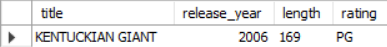 title release_year length rating
KENTUCKIAN GIANT 2006 169 PG